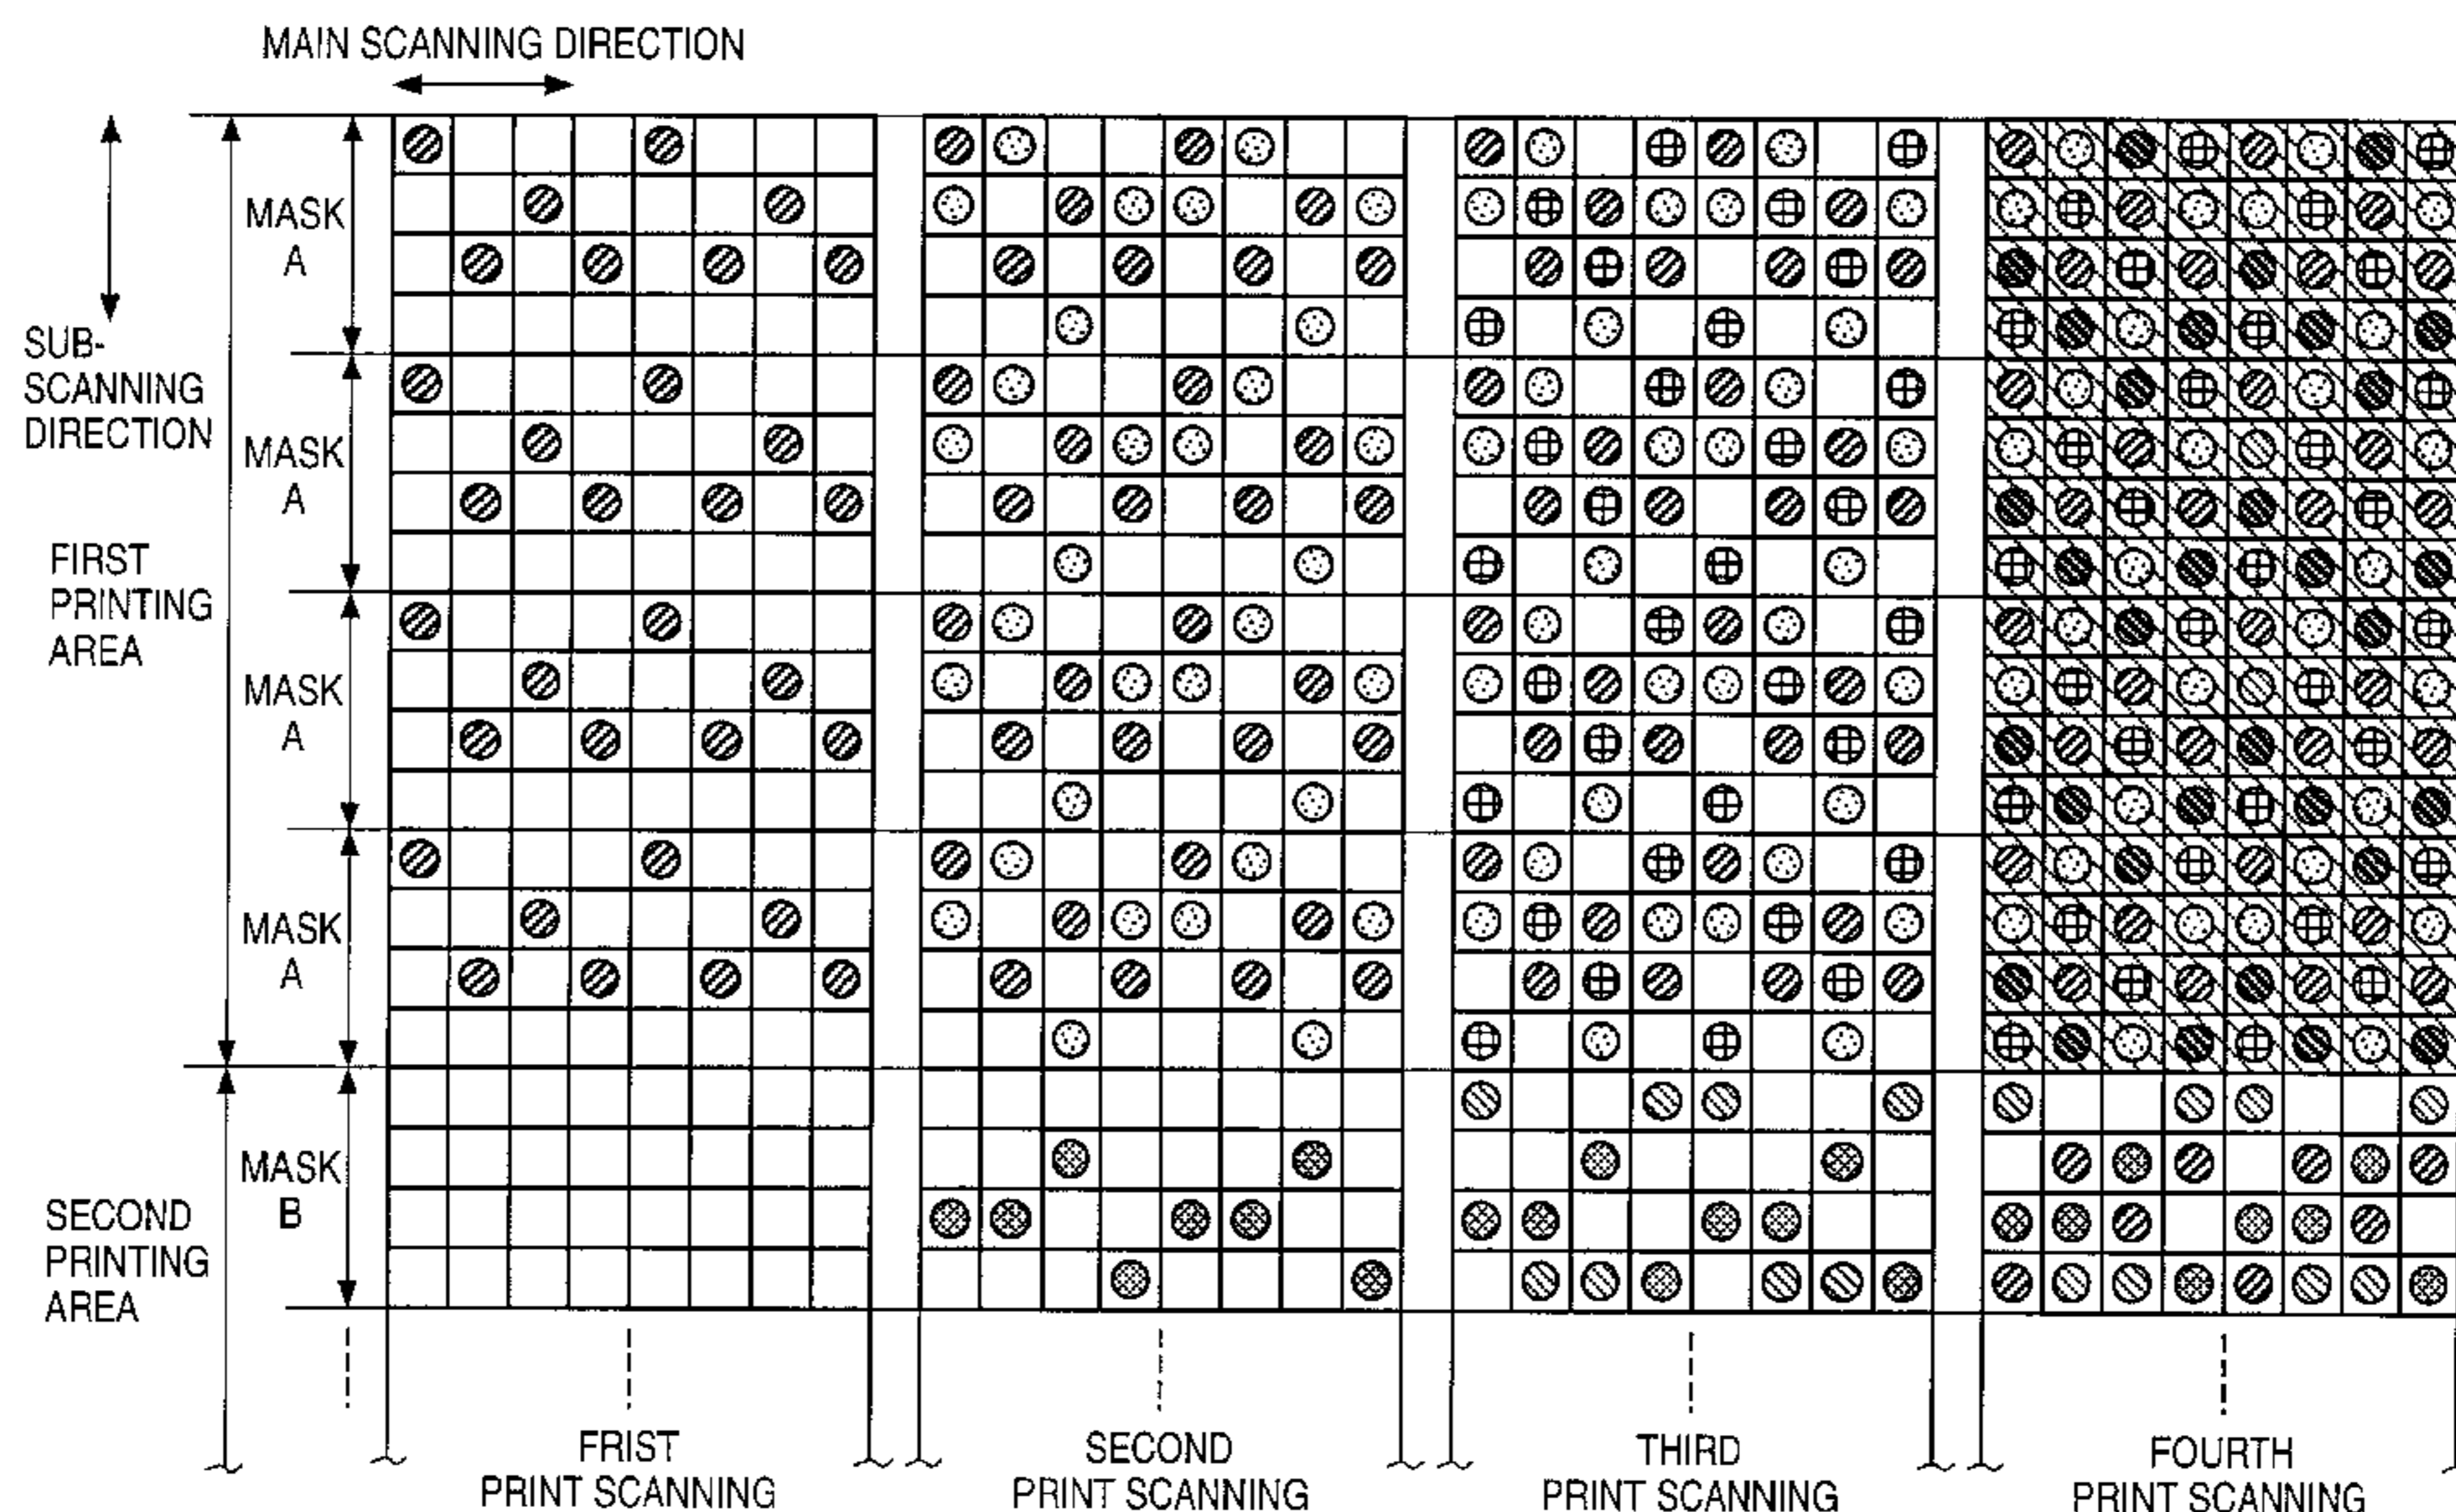 MAIN SCANNING DIRECTION
SUB-
SCANNING
DIRECTION
MASK
A
MASK
A
FIRST
PRINTING
AREA
MASK
A
MASK
A
MASK
B
SECOND
PRINTING
AREA
FRIST
PRINT SCANNING
SECOND
PRINT SCANNING
THIRD
PRINT SCANNING
FOURTH
PRINT SCANNING